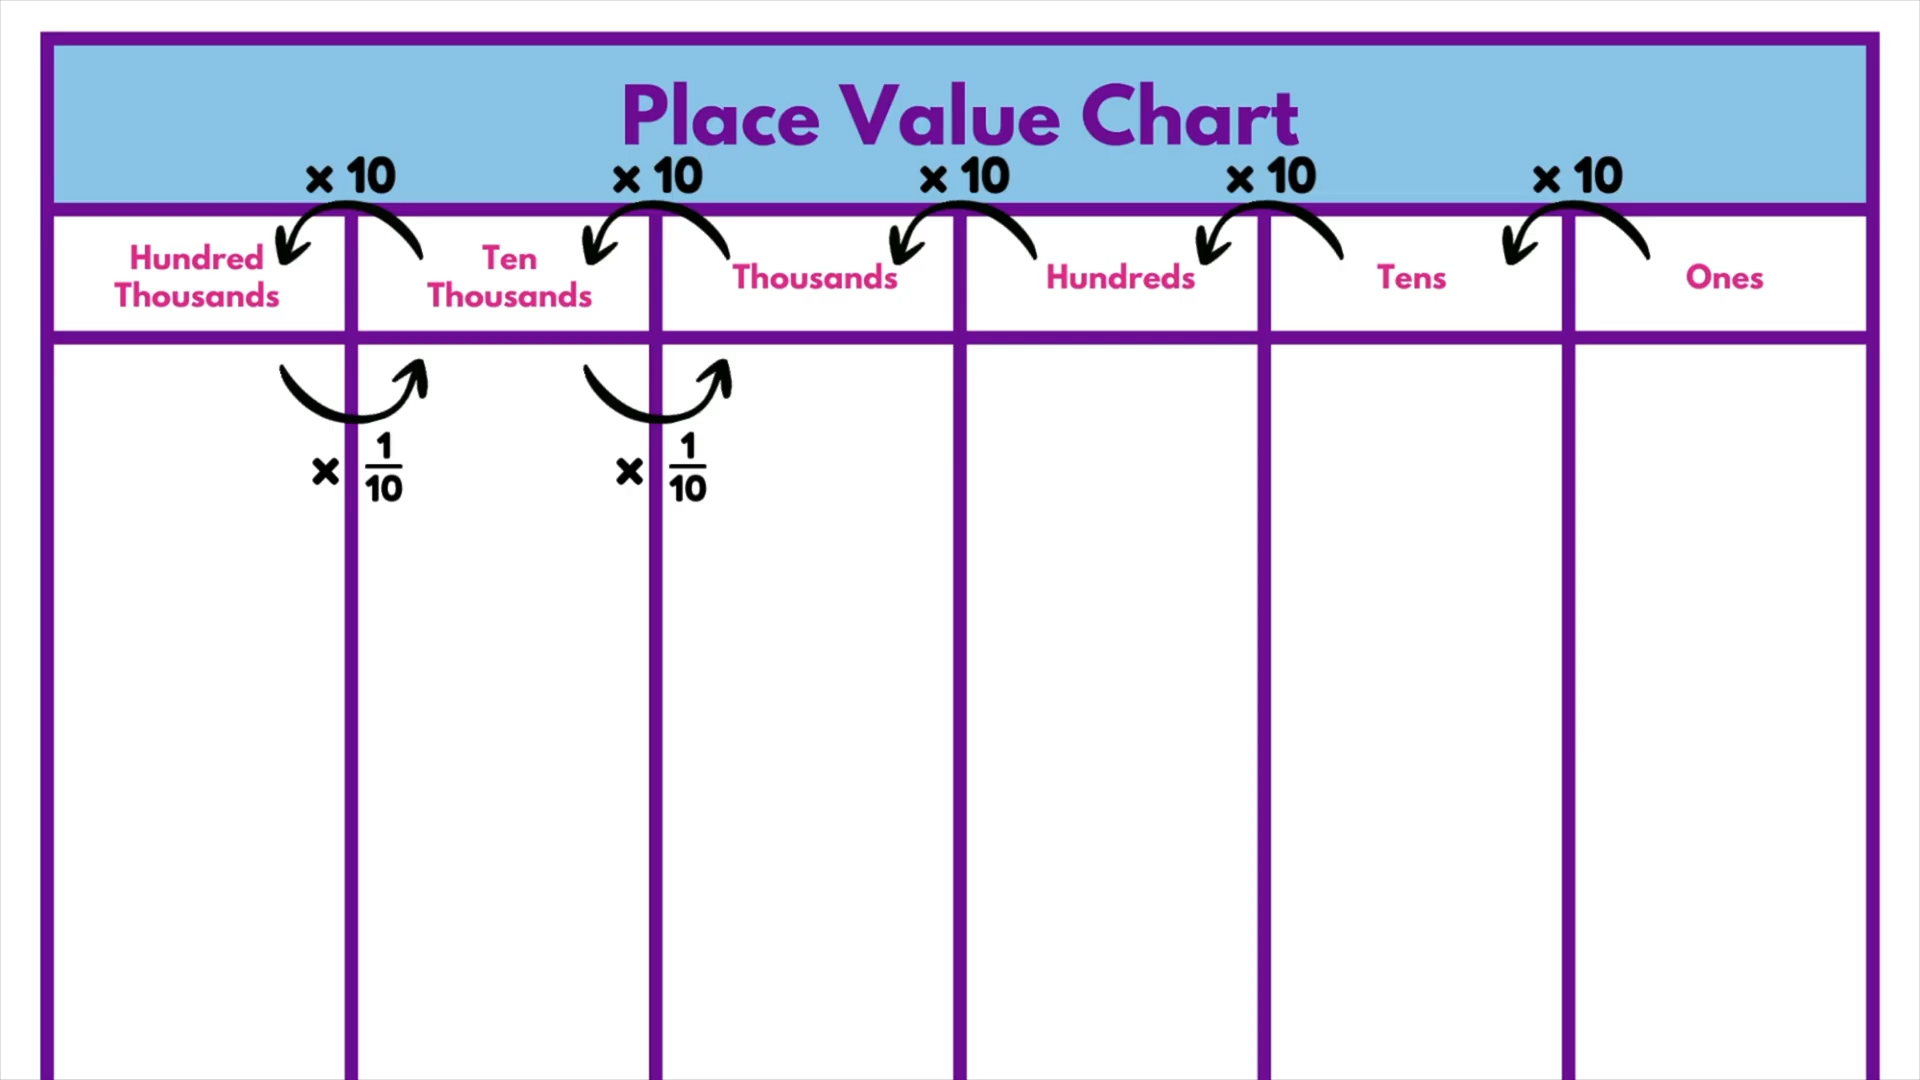 Place Value Chart
× 10 × 10 × 10 × 10 × 10
Hundred Thousands
Ten Thousands
Thousands
Hundreds
Tens
Ones
× 1/10
× 1/10